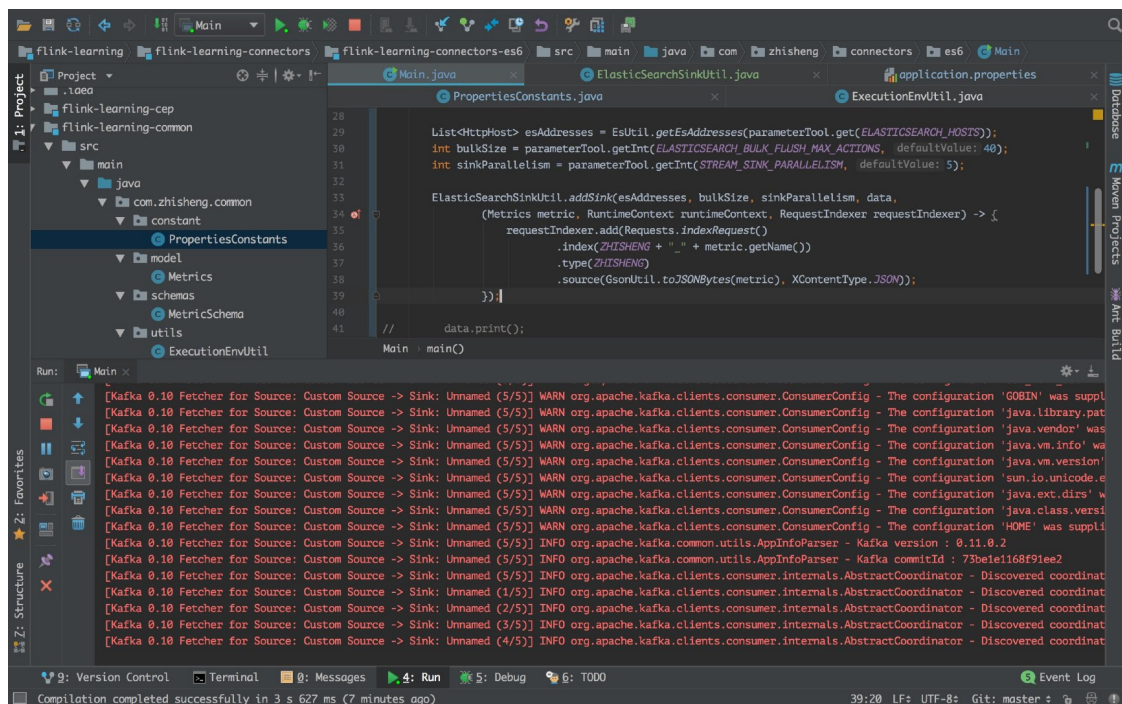 Main
flink-learning flink-learning-connectors flink-learning-connectors-es6 src main java com zhisheng connectors es6 Main
Project
Main.java ElasticSearchSinkUtil.java application.properties
PropertiesConstants.java ExecutionEnvUtil.java
1: Project
.idea
flink-learning-cep
flink-learning-common
src
main
java
com.zhisheng.common
constant
PropertiesConstants
model
Metrics
schemas
MetricSchema
utils
ExecutionEnvUtil
28
29 List<HttpHost> esAddresses = EsUtil.getEsAddresses(parameterTool.get(ELASTICSEARCH_HOSTS));
30 int bulkSize = parameterTool.getInt(ELASTICSEARCH_BULK_FLUSH_MAX_ACTIONS, defaultValue: 40);
31 int sinkParallelism = parameterTool.getInt(STREAM_SINK_PARALLELISM, defaultValue: 5);
32
33 ElasticSearchSinkUtil.addSink(esAddresses, bulkSize, sinkParallelism, data,
34 (Metrics metric, RuntimeContext runtimeContext, RequestIndexer requestIndexer) -> {
35 requestIndexer.add(Requests.indexRequest()
36 .index(ZHISHENG + "_" + metric.getName())
37 .type(ZHISHENG)
38 .source(GsonUtil.toJSONBytes(metric), XContentType.JSON));
39 });
40
41 // data.print();
Main main()
Database
Maven Projects
Ant Build
Run: Main
[Kafka 0.10 Fetcher for Source: Custom Source -> Sink: Unnamed (5/5)] WARN org.apache.kafka.clients.consumer.ConsumerConfig - The configuration 'GOBIN' was suppl
[Kafka 0.10 Fetcher for Source: Custom Source -> Sink: Unnamed (5/5)] WARN org.apache.kafka.clients.consumer.ConsumerConfig - The configuration 'java.library.pat
[Kafka 0.10 Fetcher for Source: Custom Source -> Sink: Unnamed (5/5)] WARN org.apache.kafka.clients.consumer.ConsumerConfig - The configuration 'java.vendor' was
[Kafka 0.10 Fetcher for Source: Custom Source -> Sink: Unnamed (5/5)] WARN org.apache.kafka.clients.consumer.ConsumerConfig - The configuration 'java.vm.info' wa
[Kafka 0.10 Fetcher for Source: Custom Source -> Sink: Unnamed (5/5)] WARN org.apache.kafka.clients.consumer.ConsumerConfig - The configuration 'java.vm.version'
[Kafka 0.10 Fetcher for Source: Custom Source -> Sink: Unnamed (5/5)] WARN org.apache.kafka.clients.consumer.ConsumerConfig - The configuration 'sun.io.unicode.e
[Kafka 0.10 Fetcher for Source: Custom Source -> Sink: Unnamed (5/5)] WARN org.apache.kafka.clients.consumer.ConsumerConfig - The configuration 'java.ext.dirs' w
[Kafka 0.10 Fetcher for Source: Custom Source -> Sink: Unnamed (5/5)] WARN org.apache.kafka.clients.consumer.ConsumerConfig - The configuration 'java.class.versi
[Kafka 0.10 Fetcher for Source: Custom Source -> Sink: Unnamed (5/5)] WARN org.apache.kafka.clients.consumer.ConsumerConfig - The configuration 'HOME' was suppli
[Kafka 0.10 Fetcher for Source: Custom Source -> Sink: Unnamed (5/5)] INFO org.apache.kafka.common.utils.AppInfoParser - Kafka version : 0.11.0.2
[Kafka 0.10 Fetcher for Source: Custom Source -> Sink: Unnamed (5/5)] INFO org.apache.kafka.common.utils.AppInfoParser - Kafka commitId : 73be1e1168f91ee2
[Kafka 0.10 Fetcher for Source: Custom Source -> Sink: Unnamed (5/5)] INFO org.apache.kafka.clients.consumer.internals.AbstractCoordinator - Discovered coordinat
[Kafka 0.10 Fetcher for Source: Custom Source -> Sink: Unnamed (1/5)] INFO org.apache.kafka.clients.consumer.internals.AbstractCoordinator - Discovered coordinat
[Kafka 0.10 Fetcher for Source: Custom Source -> Sink: Unnamed (2/5)] INFO org.apache.kafka.clients.consumer.internals.AbstractCoordinator - Discovered coordinat
[Kafka 0.10 Fetcher for Source: Custom Source -> Sink: Unnamed (3/5)] INFO org.apache.kafka.clients.consumer.internals.AbstractCoordinator - Discovered coordinat
[Kafka 0.10 Fetcher for Source: Custom Source -> Sink: Unnamed (4/5)] INFO org.apache.kafka.clients.consumer.internals.AbstractCoordinator - Discovered coordinat
2: Favorites
Z: Structure
9: Version Control Terminal 0: Messages 4: Run 5: Debug 6: TODO 5 Event Log
Compilation completed successfully in 3 s 627 ms (7 minutes ago) 39:20 LF UTF-8 Git: master